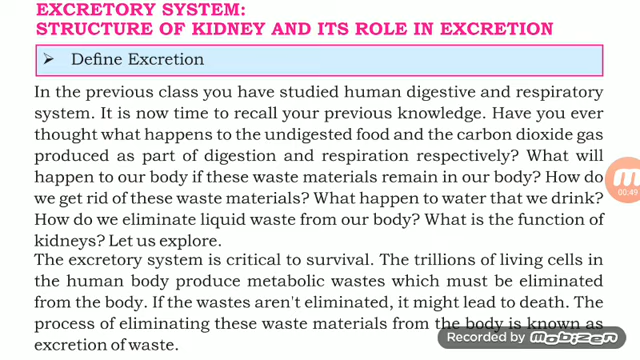 EXCRETORY SYSTEM:
STRUCTURE OF KIDNEY AND ITS ROLE IN EXCRETION
➢ Define Excretion
In the previous class you have studied human digestive and respiratory
system. It is now time to recall your previous knowledge. Have you ever
thought what happens to the undigested food and the carbon dioxide gas
produced as part of digestion and respiration respectively? What will
happen to our body if these waste materials remain in our body? How do
we get rid of these waste materials? What happen to water that we drink?
How do we eliminate liquid waste from our body? What is the function of
kidneys? Let us explore.
The excretory system is critical to survival. The trillions of living cells in
the human body produce metabolic wastes which must be eliminated
from the body. If the wastes aren't eliminated, it might lead to death. The
process of eliminating these waste materials from the body is known as
excretion of waste.
00:49
Recorded by mobizen